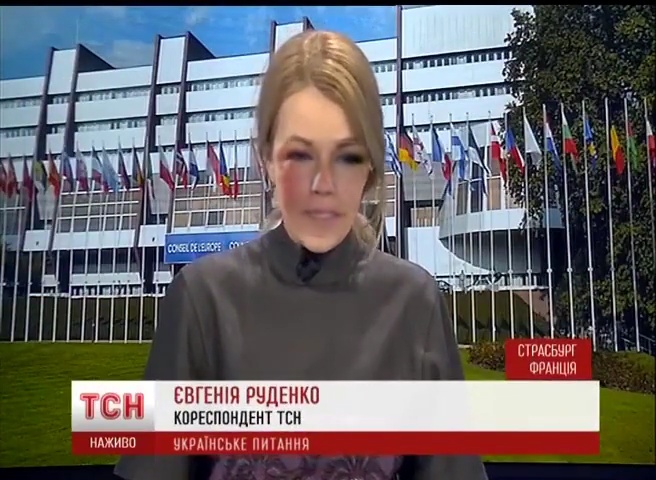 CONSEIL DE L'EUROPE
СТРАСБУРГ
ФРАНЦІЯ
ТСН
ЄВГЕНІЯ РУДЕНКО
КОРЕСПОНДЕНТ ТСН
НАЖИВО
УКРАЇНСЬКЕ ПИТАННЯ